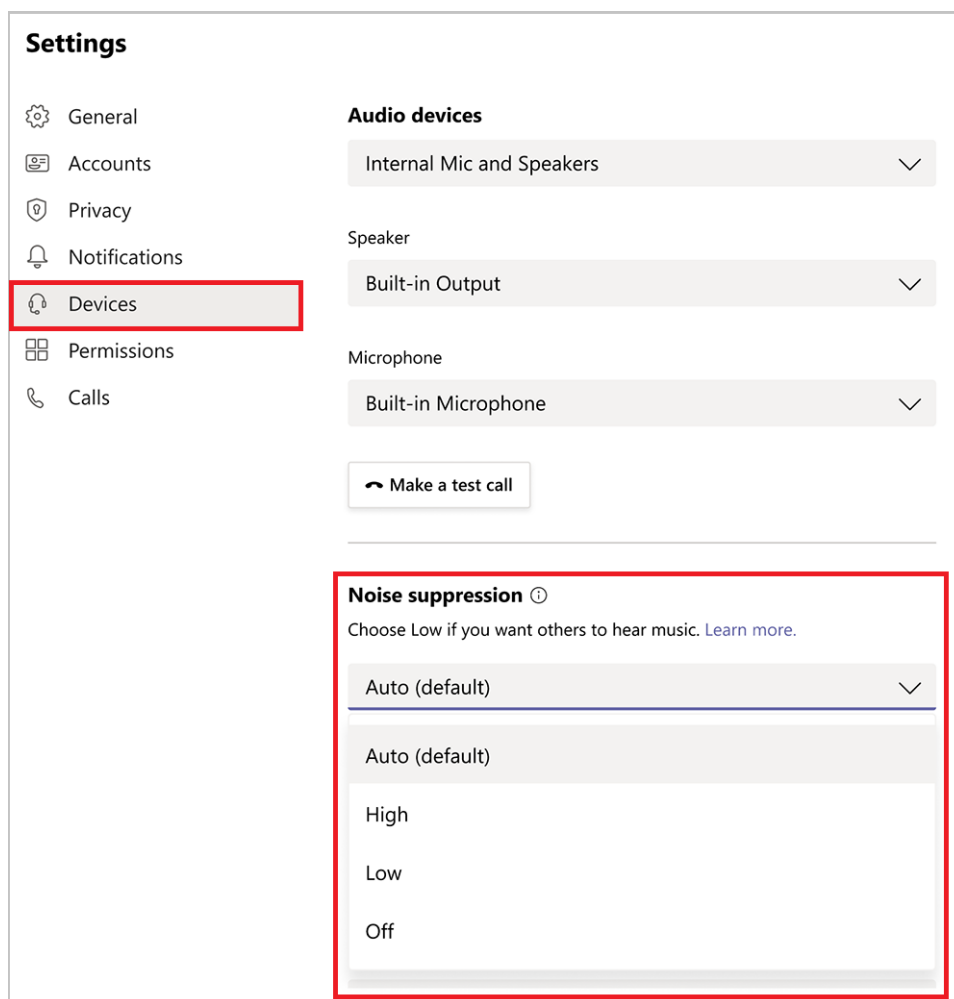 Settings
General
Accounts
Privacy
Notifications
Devices
Permissions
Calls
Audio devices
Internal Mic and Speakers
Speaker
Built-in Output
Microphone
Built-in Microphone
Make a test call
Noise suppression
Choose Low if you want others to hear music. Learn more.
Auto (default)
Auto (default)
High
Low
Off